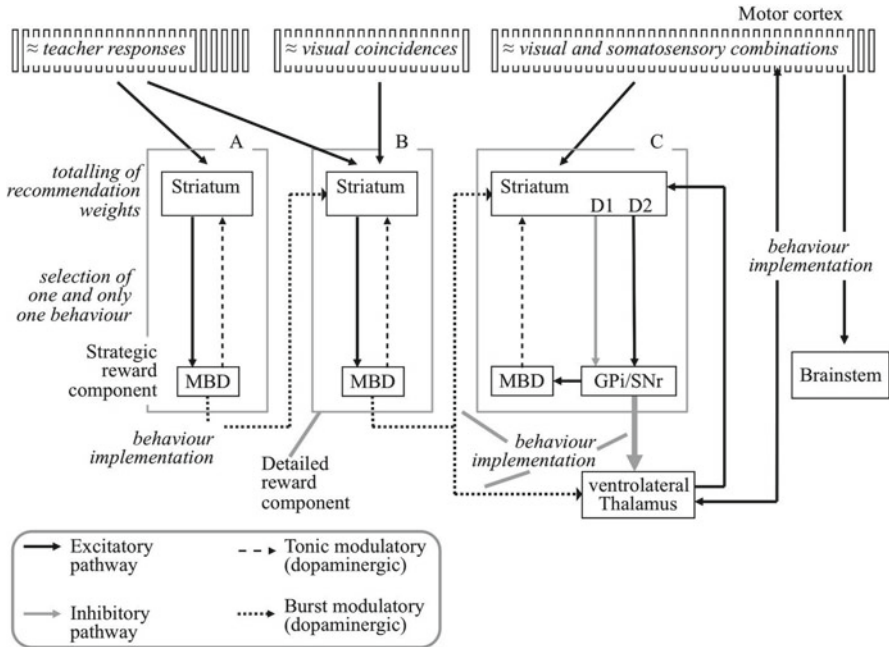 Motor cortex
≈ teacher responses
≈ visual coincidences
≈ visual and somatosensory combinations
A
B
C
totalling of
recommendation
weights
Striatum
Striatum
Striatum
D1 D2
behaviour
implementation
selection of
one and only
one behaviour
Strategic
reward
component
MBD
MBD
MBD
GPi/SNr
Brainstem
behaviour
implementation
Detailed
reward
component
behaviour
implementation
ventrolateral
Thalamus
Excitatory
pathway
Tonic modulatory
(dopaminergic)
Inhibitory
pathway
Burst modulatory
(dopaminergic)